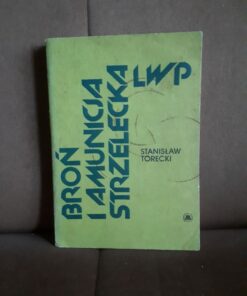 BROŃ
I AMUNICJA
STRZELECKA
LWP
STANISŁAW
TORECKI